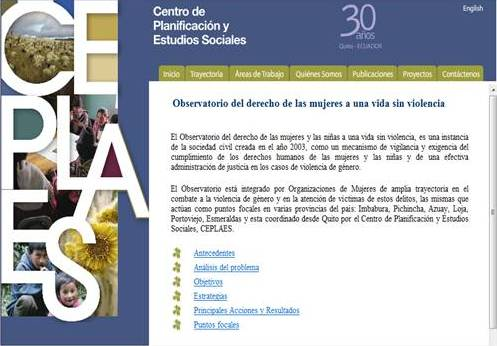 CEPLAES
Centro de
Planificación y
Estudios Sociales
30
años
Quito - ECUADOR
English
Inicio Trayectoria Áreas de Trabajo Quiénes Somos Publicaciones Proyectos Contáctenos
Observatorio del derecho de las mujeres a una vida sin violencia
El Observatorio del derecho de las mujeres y las niñas a una vida sin violencia, es una instancia
de la sociedad civil creada en el año 2003, como un mecanismo de vigilancia y exigencia del
cumplimiento de los derechos humanos de las mujeres y las niñas y de una efectiva
administración de justicia en los casos de violencia de género.
El Observatorio está integrado por Organizaciones de Mujeres de amplia trayectoria en el
combate a la violencia de género y en la atención de víctimas de estos delitos, las mismas que
actúan como puntos focales en varias provincias del país: Imbabura, Pichincha, Azuay, Loja,
Portoviejo, Esmeraldas y esta coordinado desde Quito por el Centro de Planificación y Estudios
Sociales, CEPLAES.
Antecedentes
Análisis del problema
Objetivos
Estrategias
Principales Acciones y Resultados
Puntos focales